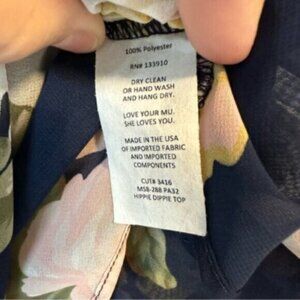 100% Polyester
RN# 133910
DRY CLEAN
OR HAND WASH
AND HANG DRY.
LOVE YOUR MU.
SHE LOVES YOU.
MADE IN THE USA
OF IMPORTED FABRIC
AND IMPORTED
COMPONENTS
CUT# 3416
MS8-288 PA32
HIPPIE DIPPIE TOP